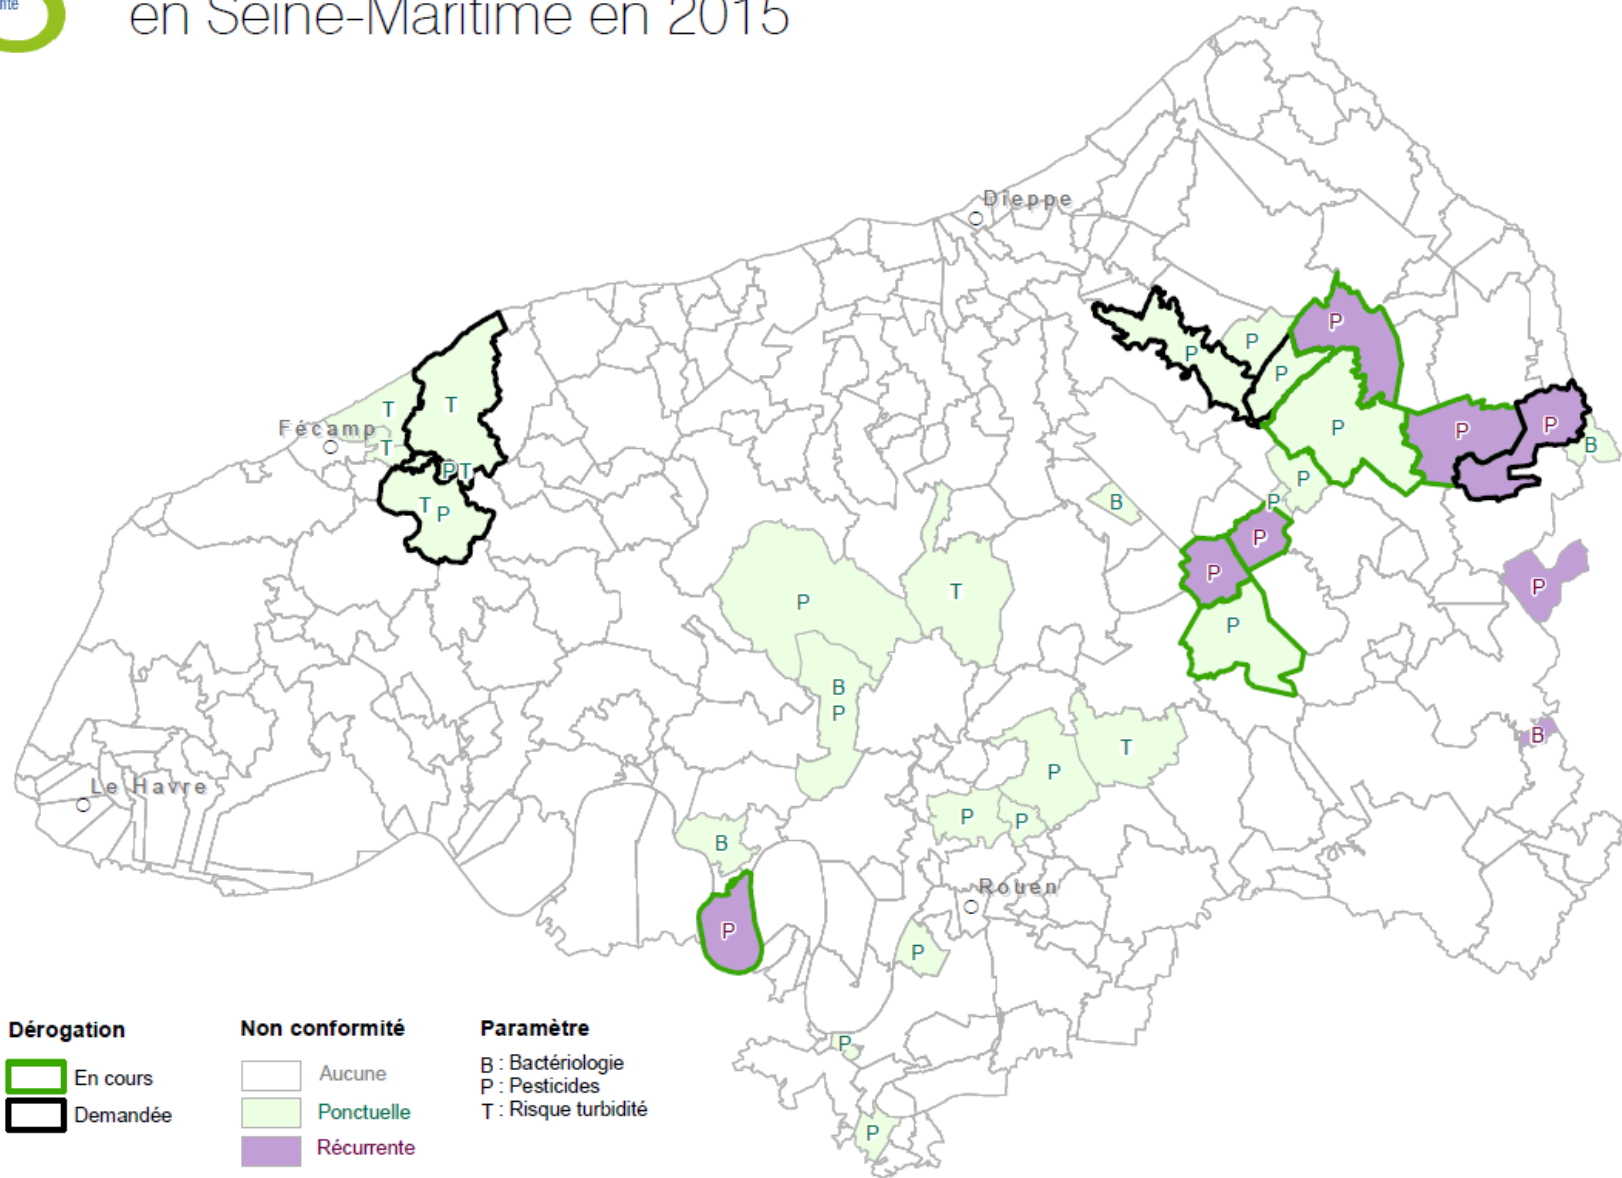 en Seine-Maritime en 2015
Dieppe
P
P
P
P
T
T
P
P
P
Fécamp
T
B
PT
P
T
P
B
P
P
P
P
P
T
P
B
P
B
T
P
Le Havre
P
P
B
Rouen
P
P
P
P
Dérogation
En cours
Demandée
Non conformité
Aucune
Ponctuelle
Récurrente
Paramètre
B : Bactériologie
P : Pesticides
T : Risque turbidité